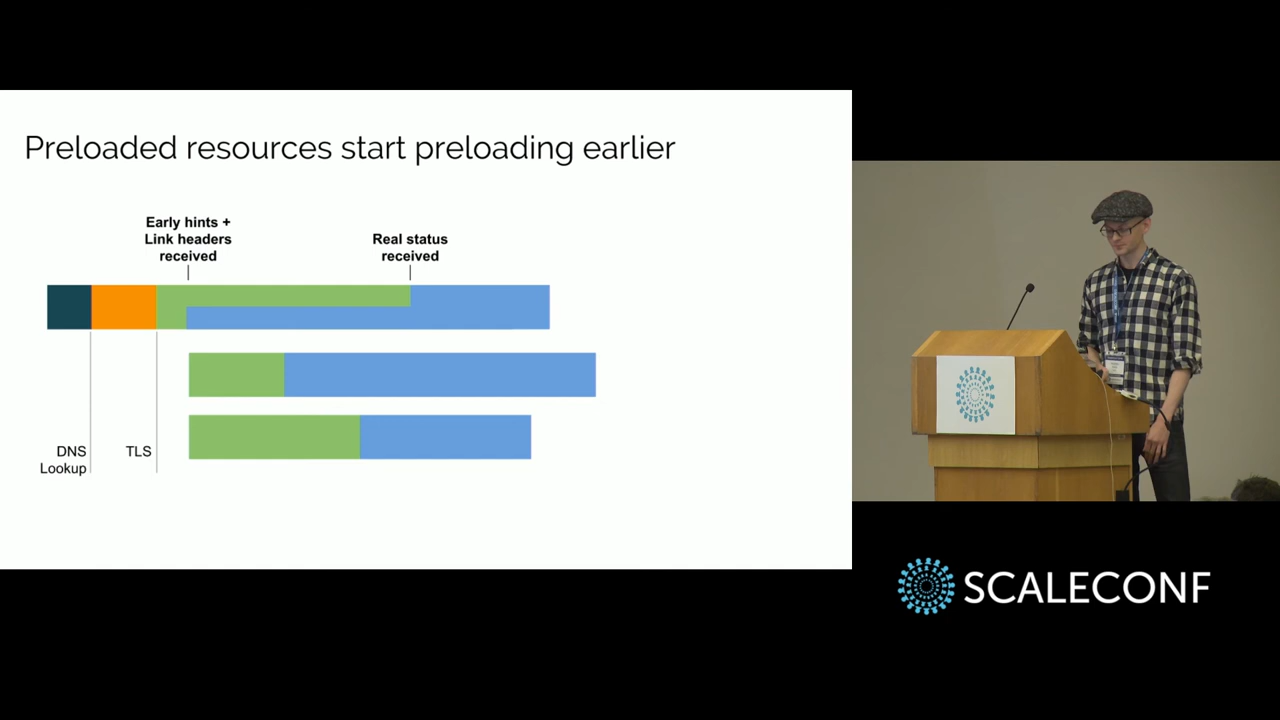 Preloaded resources start preloading earlier
Early hints +
Link headers
received
Real status
received
DNS
Lookup
TLS
SCALECONF